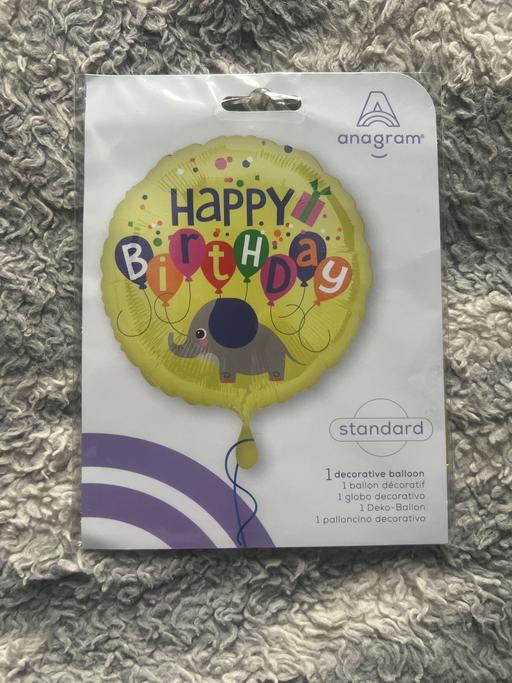 anagram®
HaPPY
BirtHDay
standard
1 decorative balloon
1 ballon décoratif
1 globo decorativo
1 Deko-Ballon
1 palloncino decorativo